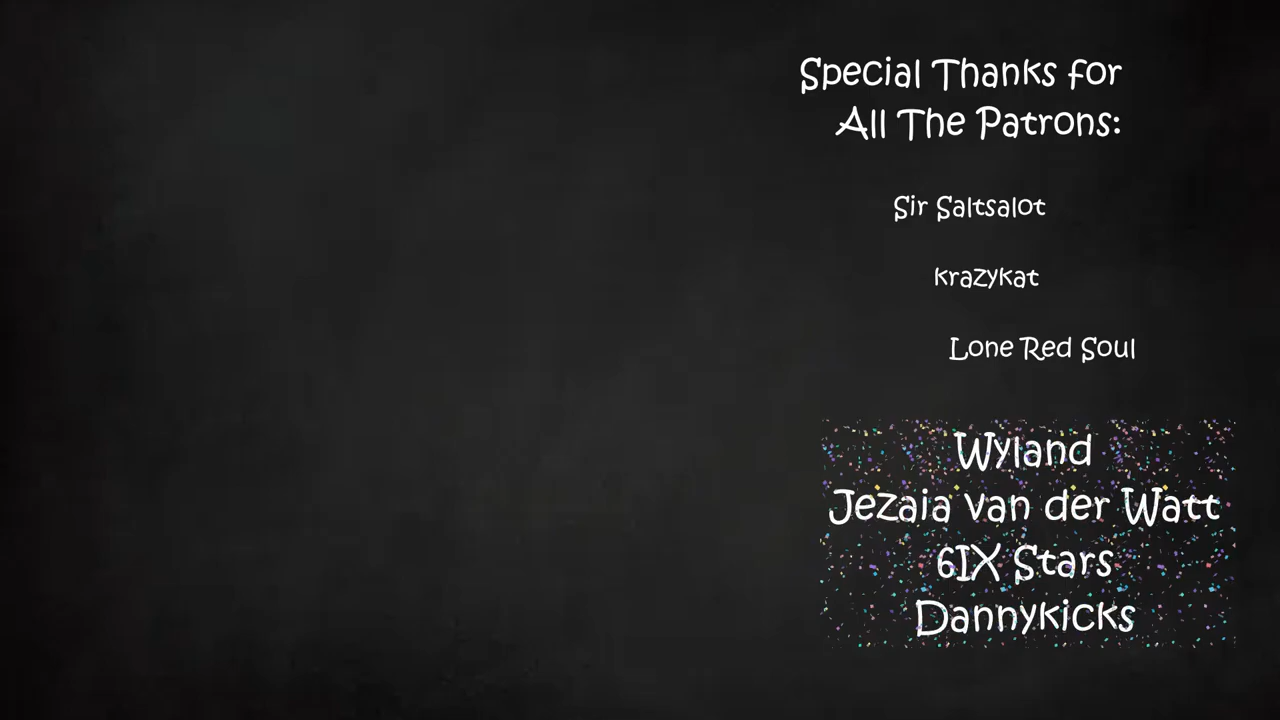 Special Thanks for
All The Patrons:
Sir Saltsalot
krazykat
Lone Red Soul
Wyland
Jezaia van der Watt
6IX Stars
Dannykicks